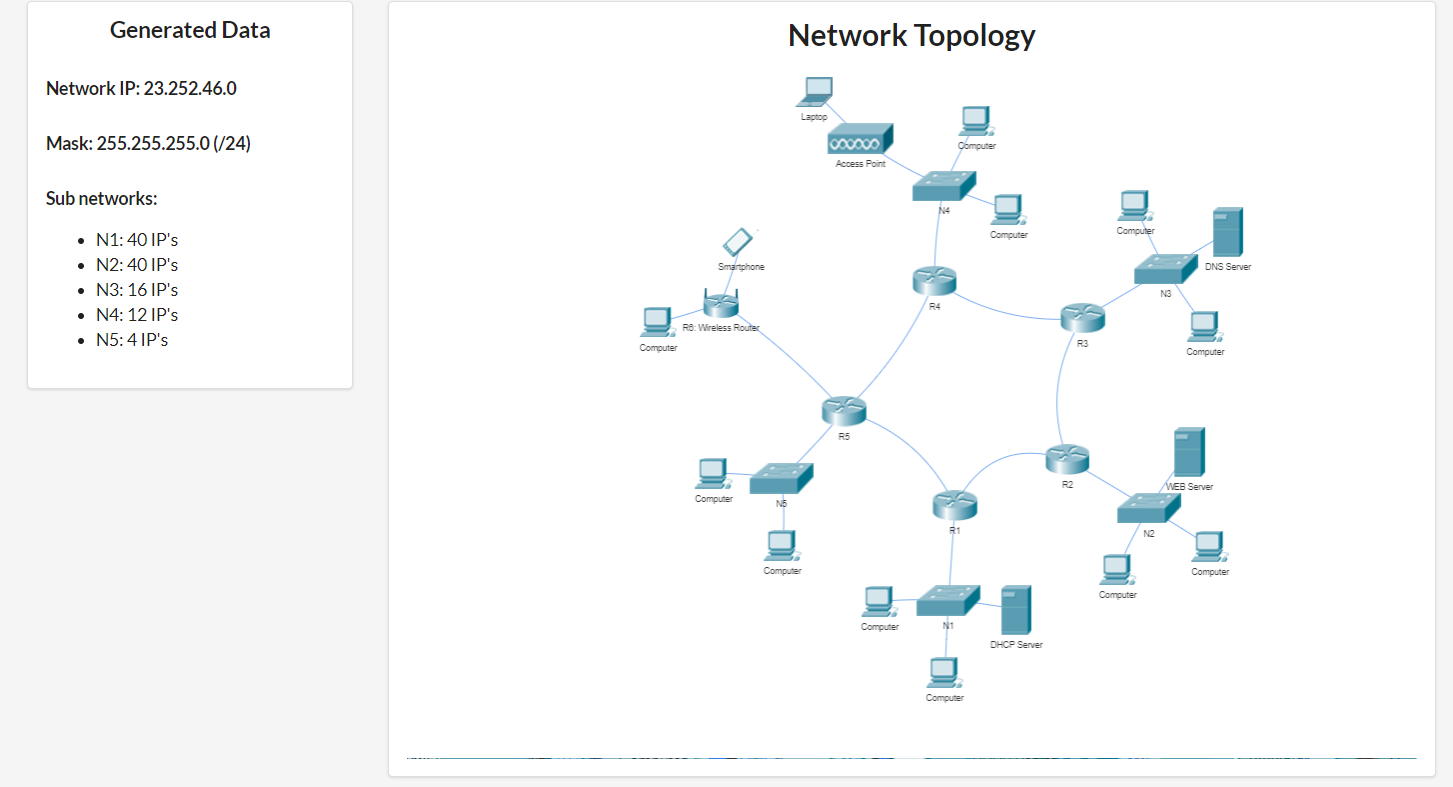 Generated Data
Network IP: 23.252.46.0
Mask: 255.255.255.0 (/24)
Sub networks:
N1: 40 IP's
N2: 40 IP's
N3: 16 IP's
N4: 12 IP's
N5: 4 IP's
Network Topology
Laptop
Access Point
Computer
N4
Computer
Computer
DNS Server
N3
Computer
Smartphone
R6: Wireless Router
Computer
R4
R3
R5
Computer
N5
Computer
R2
WEB Server
N2
Computer
Computer
R1
Computer
N1
DHCP Server
Computer